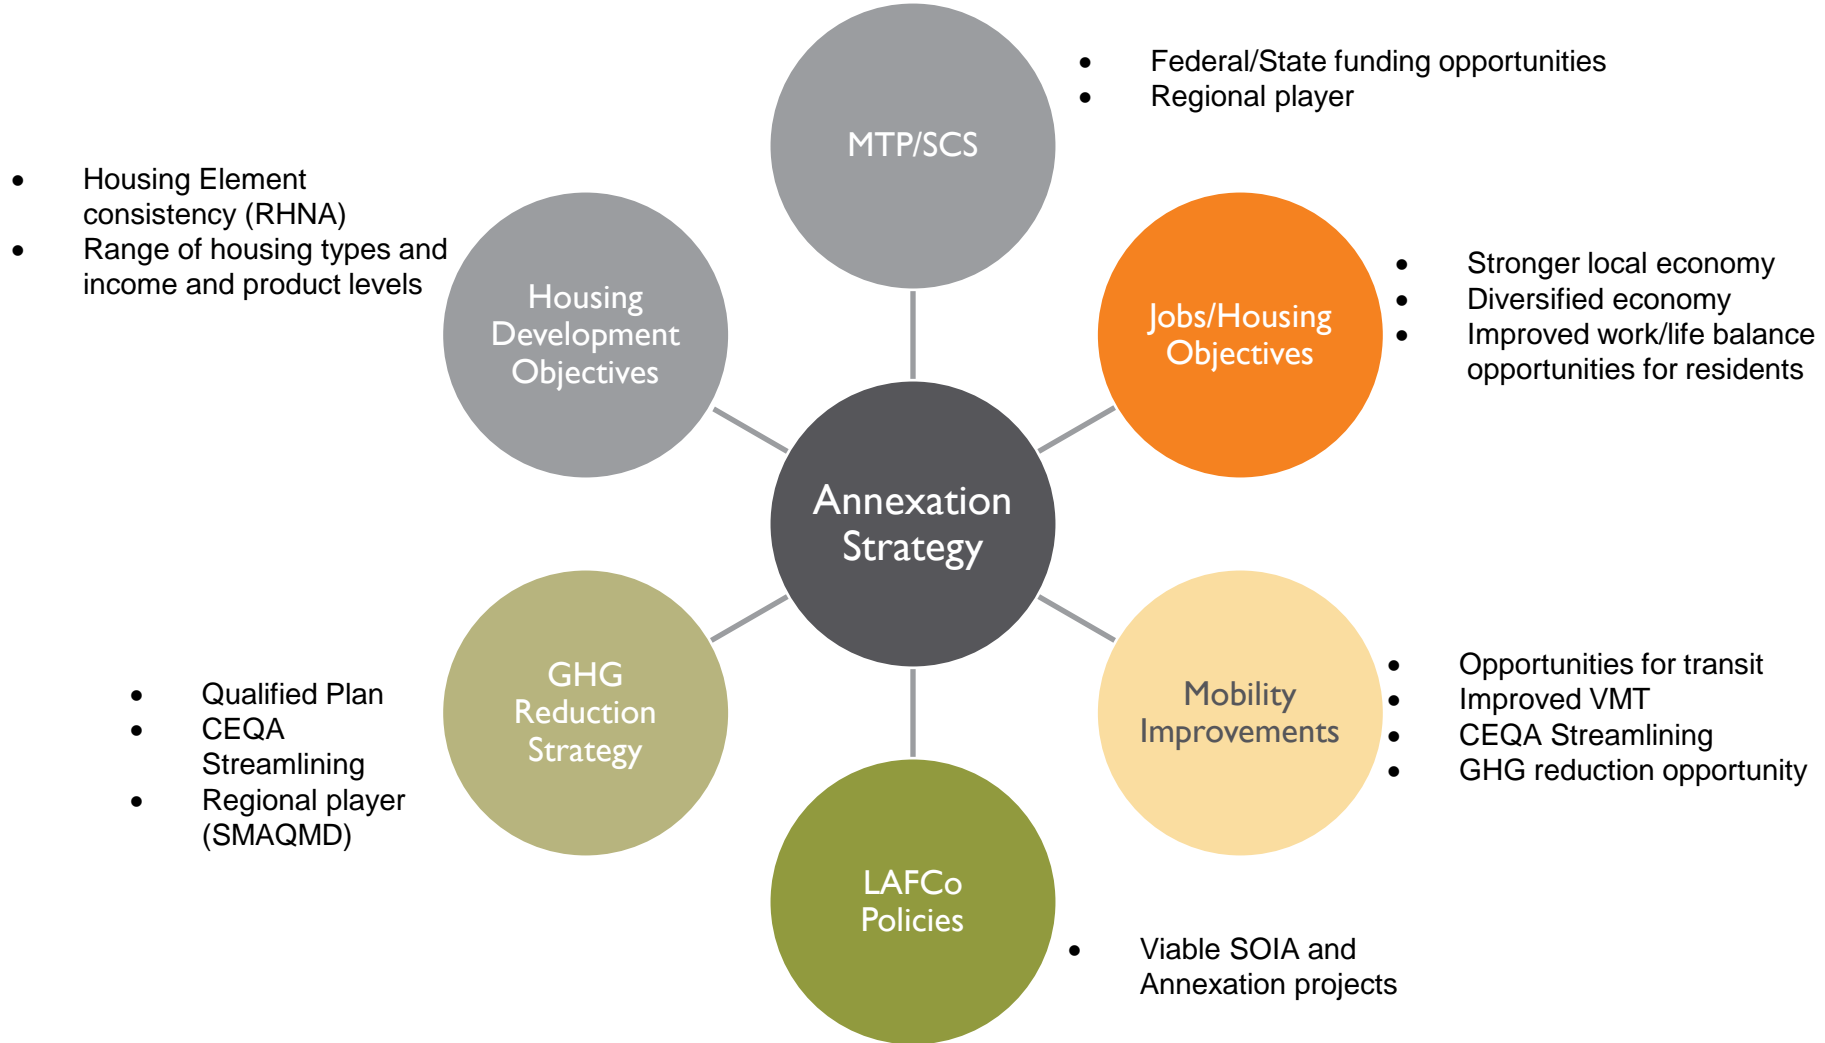 MTP/SCS
• Federal/State funding opportunities
• Regional player
• Housing Element
consistency (RHNA)
• Range of housing types and
income and product levels
Housing
Development
Objectives
Jobs/Housing
Objectives
• Stronger local economy
• Diversified economy
• Improved work/life balance
opportunities for residents
Annexation
Strategy
• Qualified Plan
• CEQA
Streamlining
• Regional player
(SMAQMD)
GHG
Reduction
Strategy
Mobility
Improvements
• Opportunities for transit
• Improved VMT
• CEQA Streamlining
• GHG reduction opportunity
LAFCo
Policies
• Viable SOIA and
Annexation projects